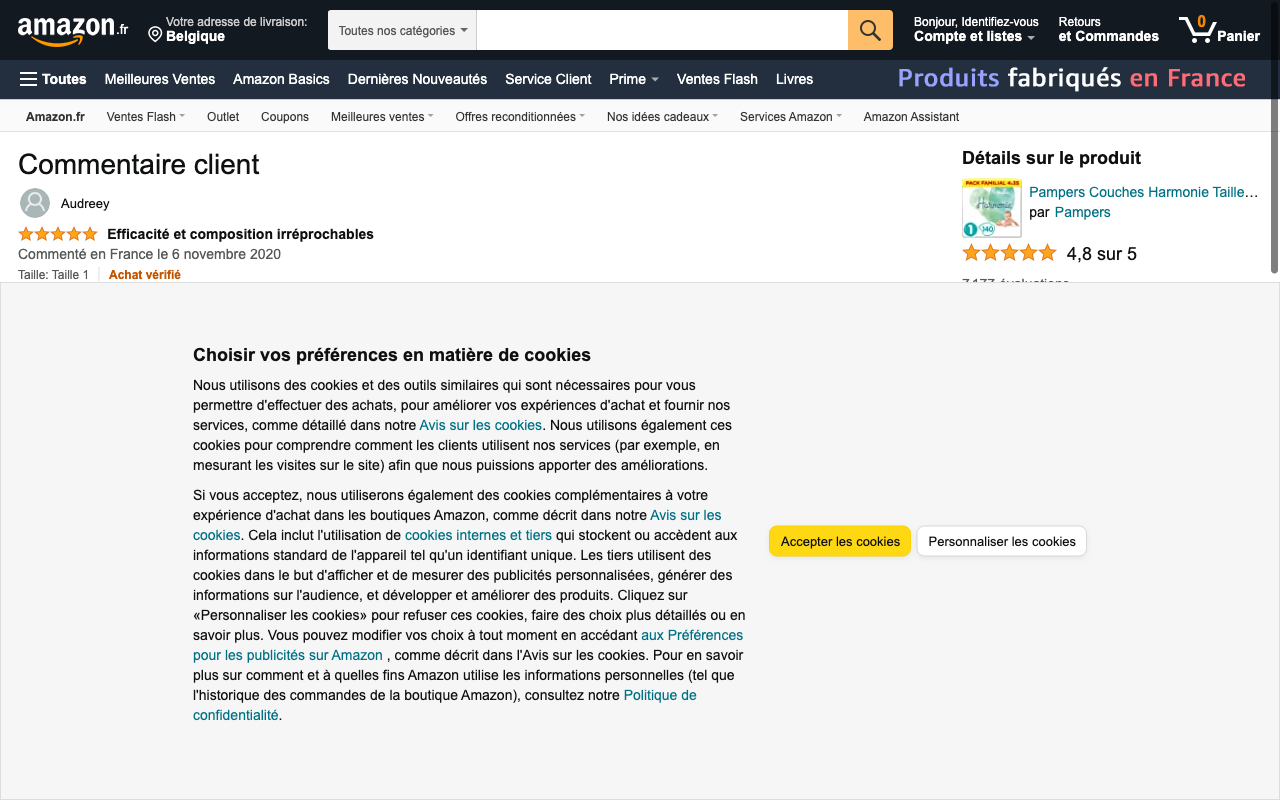 amazon.fr
Votre adresse de livraison:
Belgique
Toutes nos catégories
Bonjour, Identifiez-vous
Compte et listes
Retours
et Commandes
0
Panier
Toutes
Meilleures Ventes
Amazon Basics
Dernières Nouveautés
Service Client
Prime
Ventes Flash
Livres
Produits fabriqués en France
Amazon.fr
Ventes Flash
Outlet
Coupons
Meilleures ventes
Offres reconditionnées
Nos idées cadeaux
Services Amazon
Amazon Assistant
Commentaire client
Audreey
Efficacité et composition irréprochables
Commenté en France le 6 novembre 2020
Taille: Taille 1
Achat vérifié
Détails sur le produit
PACK FAMILIAL
Harmonie
1
140
Pampers Couches Harmonie Taille…
par Pampers
4,8 sur 5
7177 évaluations
Choisir vos préférences en matière de cookies
Nous utilisons des cookies et des outils similaires qui sont nécessaires pour vous
permettre d'effectuer des achats, pour améliorer vos expériences d'achat et fournir nos
services, comme détaillé dans notre Avis sur les cookies. Nous utilisons également ces
cookies pour comprendre comment les clients utilisent nos services (par exemple, en
mesurant les visites sur le site) afin que nous puissions apporter des améliorations.
Si vous acceptez, nous utiliserons également des cookies complémentaires à votre
expérience d'achat dans les boutiques Amazon, comme décrit dans notre Avis sur les
cookies. Cela inclut l'utilisation de cookies internes et tiers qui stockent ou accèdent aux
informations standard de l'appareil tel qu'un identifiant unique. Les tiers utilisent des
cookies dans le but d'afficher et de mesurer des publicités personnalisées, générer des
informations sur l'audience, et développer et améliorer des produits. Cliquez sur
«Personnaliser les cookies» pour refuser ces cookies, faire des choix plus détaillés ou en
savoir plus. Vous pouvez modifier vos choix à tout moment en accédant aux Préférences
pour les publicités sur Amazon , comme décrit dans l'Avis sur les cookies. Pour en savoir
plus sur comment et à quelles fins Amazon utilise les informations personnelles (tel que
l'historique des commandes de la boutique Amazon), consultez notre Politique de
confidentialité.
Accepter les cookies
Personnaliser les cookies